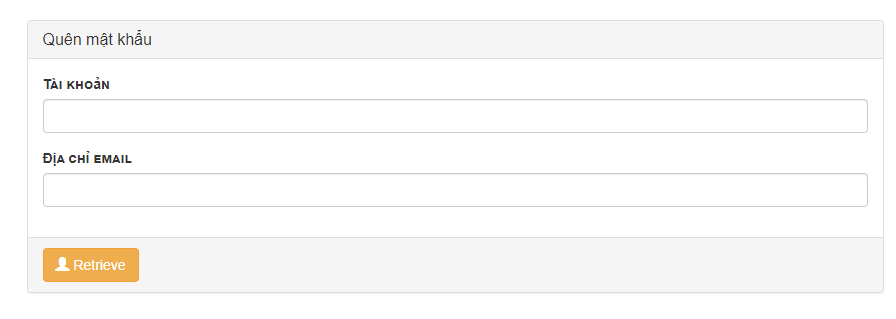 Quên mật khẩu
Tài khoản
Địa chỉ email
Retrieve